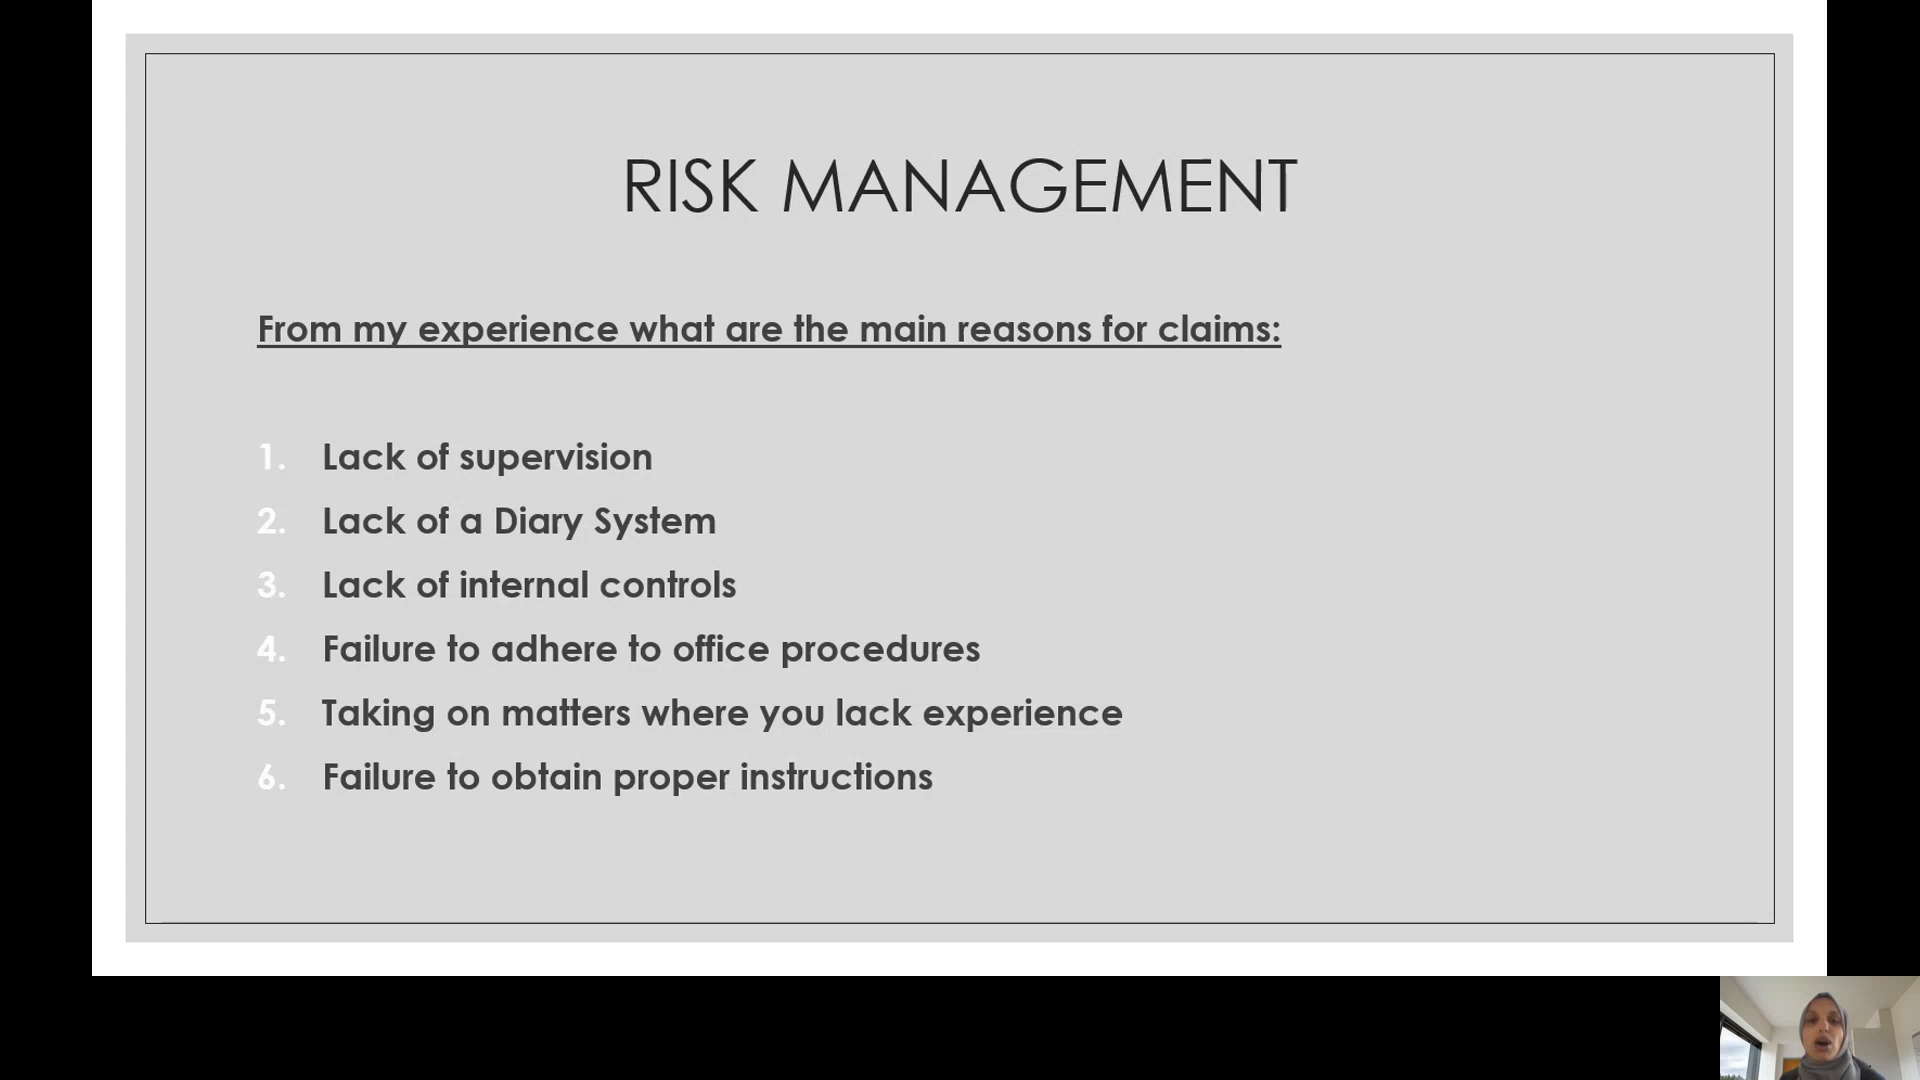 RISK MANAGEMENT
From my experience what are the main reasons for claims:
1. Lack of supervision
2. Lack of a Diary System
3. Lack of internal controls
4. Failure to adhere to office procedures
5. Taking on matters where you lack experience
6. Failure to obtain proper instructions